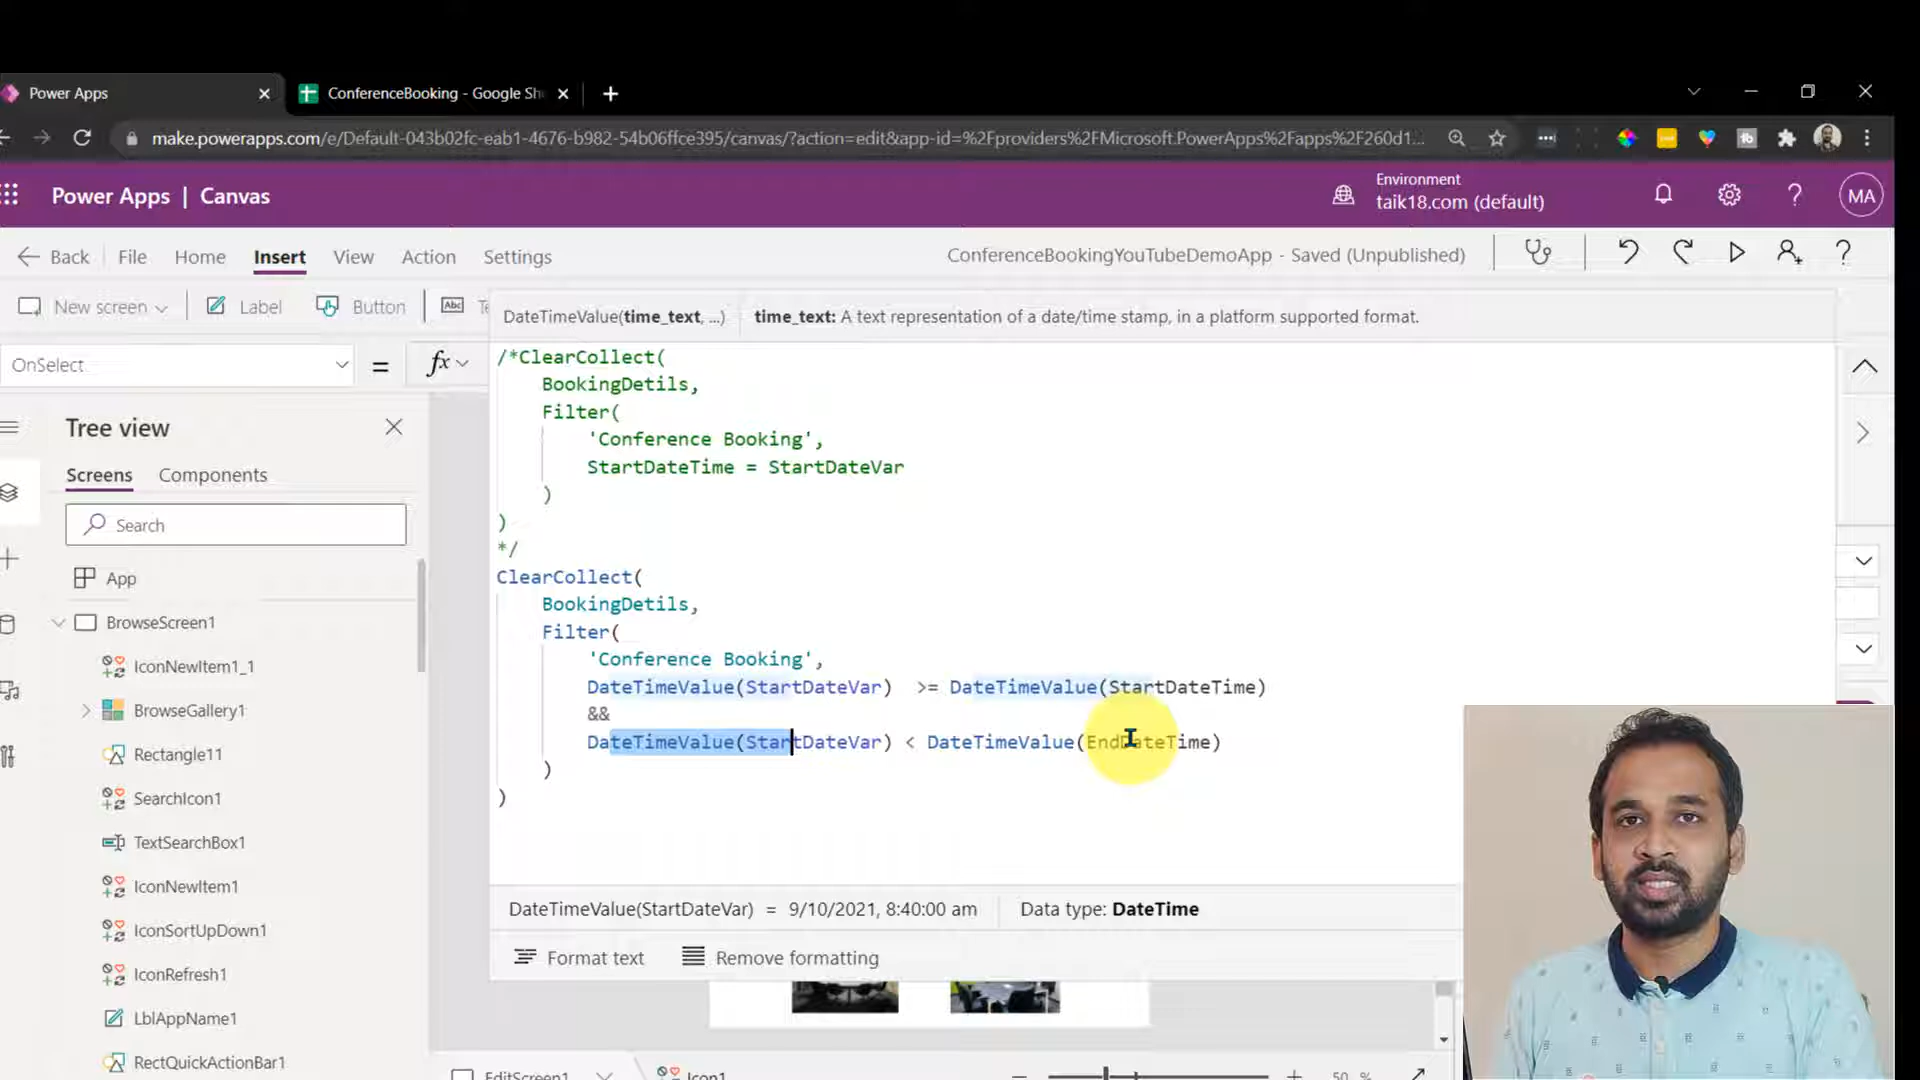 Power Apps
ConferenceBooking - Google Sh
make.powerapps.com/e/Default-043b02fc-eab1-4676-b982-54b06ffce395/canvas/?action=edit&app-id=%2Fproviders%2FMicrosoft.PowerApps%2Fapps%2F260d1...
Power Apps | Canvas
Environment
taik18.com (default)
MA
Back
File
Home
Insert
View
Action
Settings
ConferenceBookingYouTubeDemoApp - Saved (Unpublished)
New screen
Label
Button
Abc
DateTimeValue(time_text, ...)
time_text: A text representation of a date/time stamp, in a platform supported format.
OnSelect
=
fx
/*ClearCollect(
BookingDetils,
Filter(
'Conference Booking',
StartDateTime = StartDateVar
)
)
*/
ClearCollect(
BookingDetils,
Filter(
'Conference Booking',
DateTimeValue(StartDateVar) >= DateTimeValue(StartDateTime)
&&
DateTimeValue(StartDateVar) < DateTimeValue(EndDateTime)
)
)
DateTimeValue(StartDateVar) = 9/10/2021, 8:40:00 am
Data type: DateTime
Format text
Remove formatting
Tree view
Screens
Components
Search
App
BrowseScreen1
IconNewItem1_1
BrowseGallery1
Rectangle11
SearchIcon1
TextSearchBox1
IconNewItem1
IconSortUpDown1
IconRefresh1
LblAppName1
RectQuickActionBar1
EditScreen1
Icon1
50 %